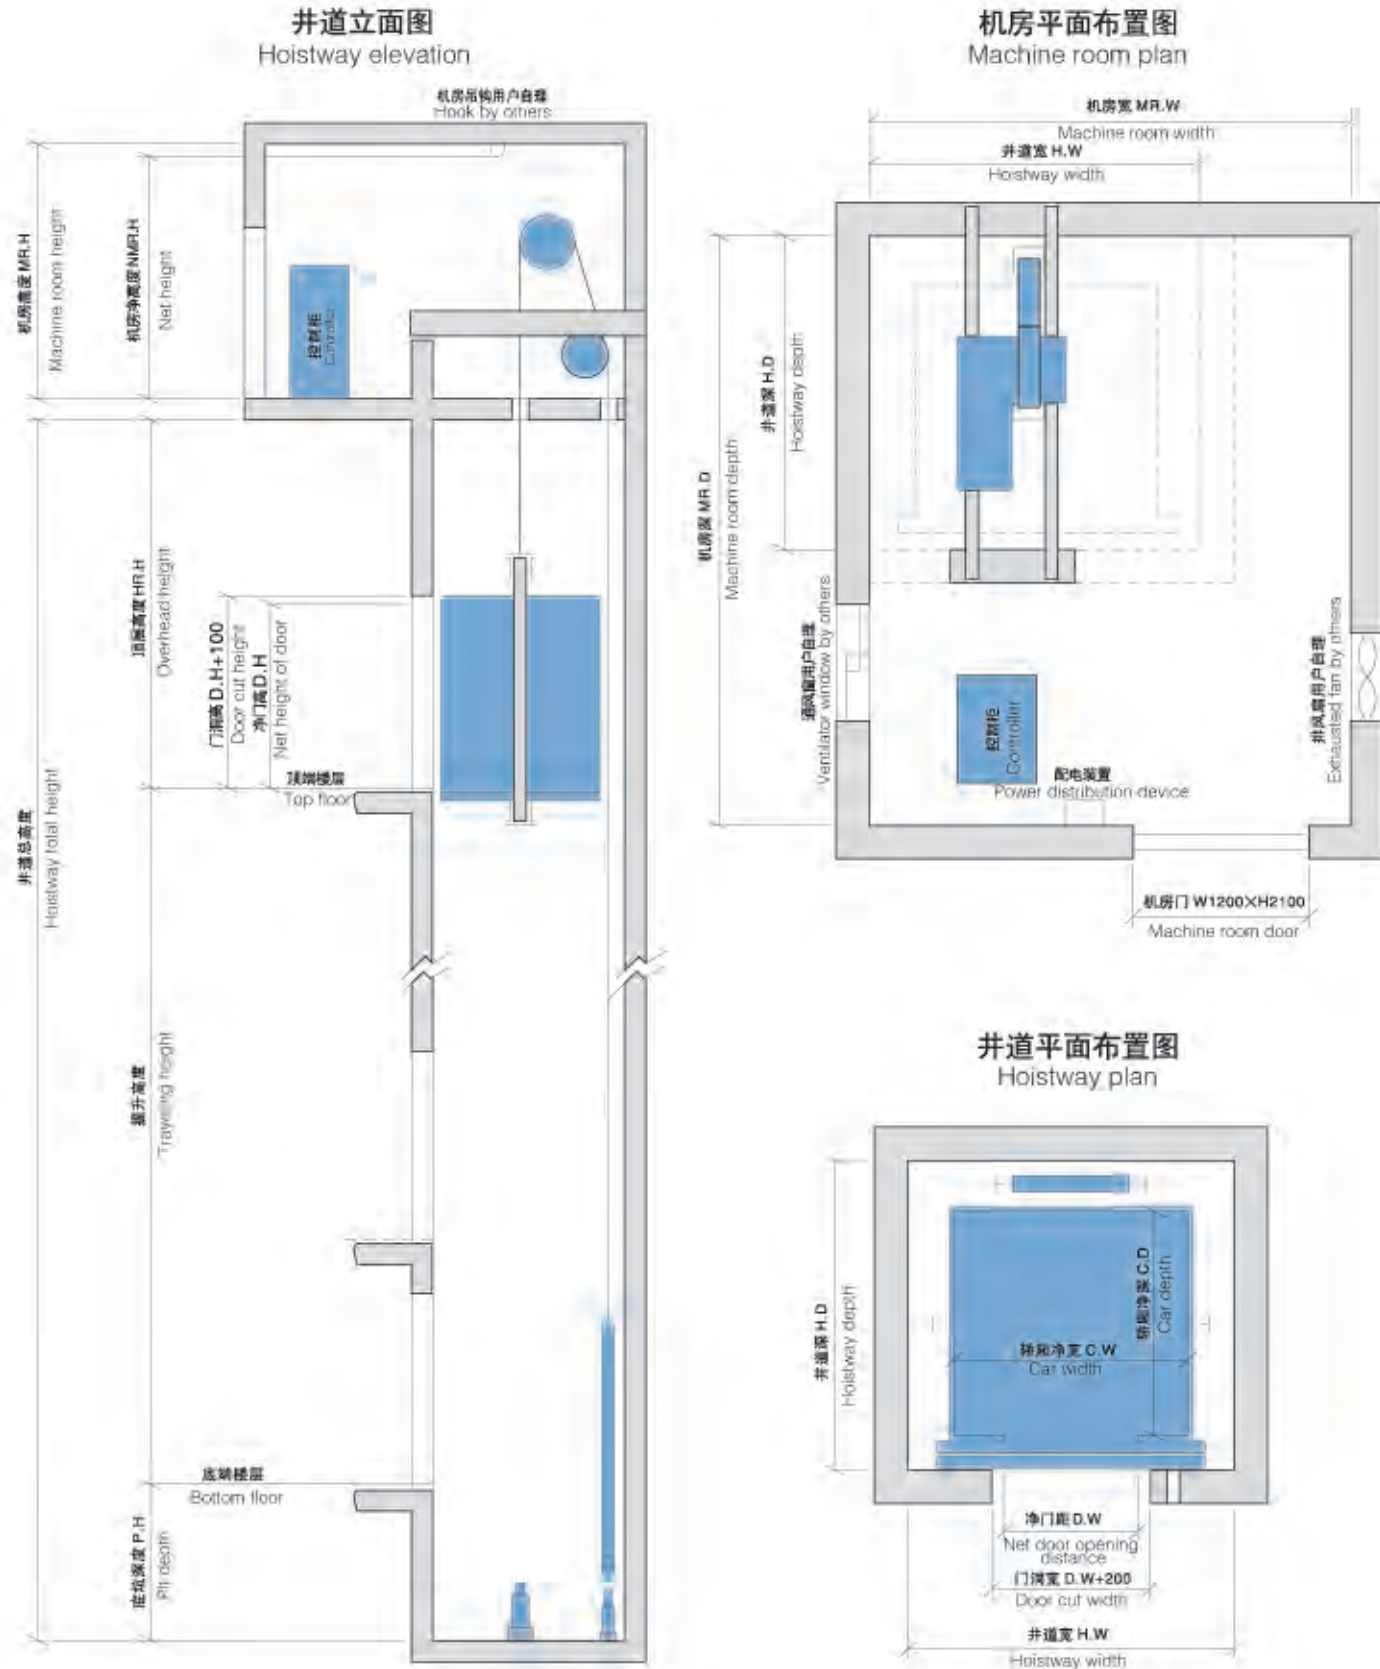 井道立面图
Hoistway elevation
机房吊钩用户自理
Hook by others
机房高度 MR.H
Machine room height
机房净高度 NMR.H
Net height
控制柜
Controller
井道总高度
Hoistway total height
顶层高度 HR.H
Overhead height
门洞高 D.H+100
Door cut height
净门高 D.H
Net height of door
顶端楼层
Top floor
提升高度
Traveling height
底端楼层
Bottom floor
底坑深度 P.H
Pit depth
机房平面布置图
Machine room plan
机房宽 MR.W
Machine room width
井道宽 H.W
Hoistway width
机房深 MR.D
Machine room depth
井道深 H.D
Hoistway depth
通风窗用户自理
Ventilator window by others
控制柜
Controller
配电装置
Power distribution device
排风扇用户自理
Exhausted fan by others
机房门 W1200×H2100
Machine room door
井道平面布置图
Hoistway plan
井道深 H.D
Hoistway depth
轿厢净深 C.D
Car depth
轿厢净宽 C.W
Car width
净门距 D.W
Net door opening
distance
门洞宽 D.W+200
Door cut width
井道宽 H.W
Hoistway width